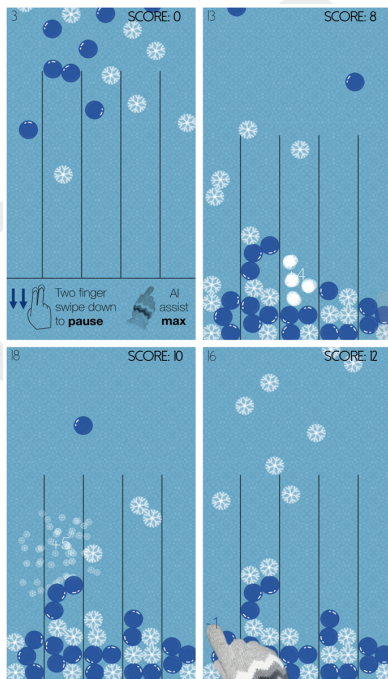 3
SCORE: 0
Two finger
swipe down
to pause
AI
assist
max
13
SCORE: 8
18
SCORE: 10
+5
16
SCORE: 12